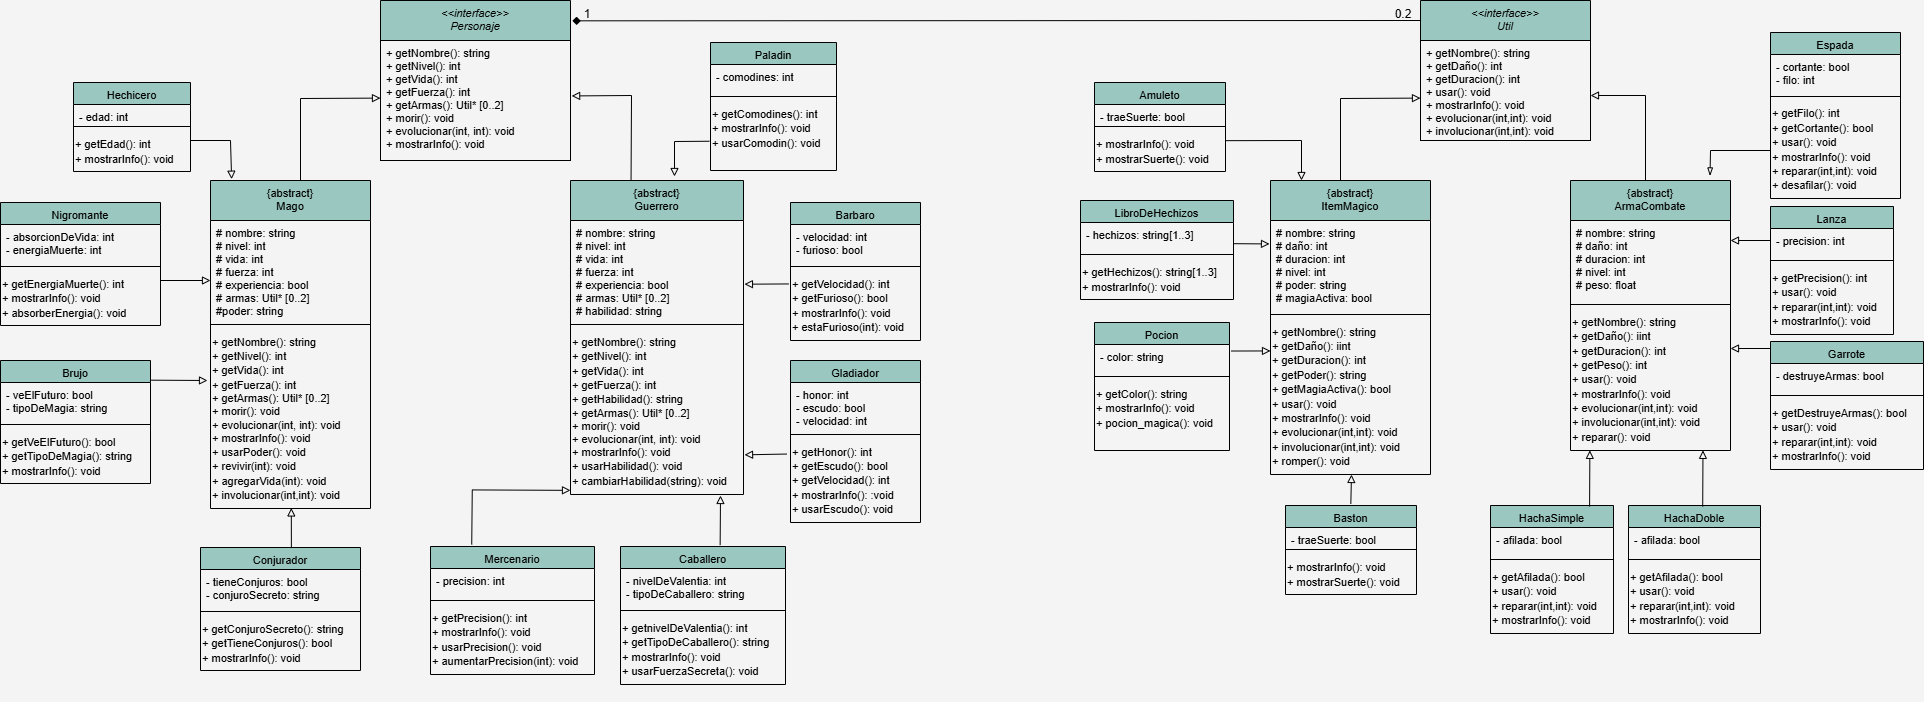 <<interface>>
Personaje
+ getNombre(): string
+ getNivel(): int
+ getVida(): int
+ getFuerza(): int
+ getArmas(): Util* [0..2]
+ morir(): void
+ evolucionar(int, int): void
+ mostrarInfo(): void
1
0.2
<<interface>>
Util
+ getNombre(): string
+ getDaño(): int
+ getDuracion(): int
+ usar(): void
+ mostrarInfo(): void
+ evolucionar(int,int): void
+ involucionar(int,int): void
Hechicero
- edad: int
+ getEdad(): int
+ mostrarInfo(): void
Paladin
- comodines: int
+ getComodines(): int
+ mostrarInfo(): void
+ usarComodin(): void
Amuleto
- traeSuerte: bool
+ mostrarInfo(): void
+ mostrarSuerte(): void
Espada
- cortante: bool
- filo: int
+ getFilo(): int
+ getCortante(): bool
+ usar(): void
+ mostrarInfo(): void
+ reparar(int,int): void
+ desafilar(): void
Nigromante
- absorcionDeVida: int
- energiaMuerte: int
+ getEnergiaMuerte(): int
+ mostrarInfo(): void
+ absorberEnergia(): void
{abstract}
Mago
# nombre: string
# nivel: int
# vida: int
# fuerza: int
# experiencia: bool
# armas: Util* [0..2]
#poder: string
+ getNombre(): string
+ getNivel(): int
+ getVida(): int
+ getFuerza(): int
+ getArmas(): Util* [0..2]
+ morir(): void
+ evolucionar(int, int): void
+ mostrarInfo(): void
+ usarPoder(): void
+ revivir(int): void
+ agregarVida(int): void
+ involucionar(int,int): void
{abstract}
Guerrero
# nombre: string
# nivel: int
# vida: int
# fuerza: int
# experiencia: bool
# armas: Util* [0..2]
# habilidad: string
+ getNombre(): string
+ getNivel(): int
+ getVida(): int
+ getFuerza(): int
+ getHabilidad(): string
+ getArmas(): Util* [0..2]
+ morir(): void
+ evolucionar(int, int): void
+ mostrarInfo(): void
+ usarHabilidad(): void
+ cambiarHabilidad(string): void
Barbaro
- velocidad: int
- furioso: bool
+ getVelocidad(): int
+ getFurioso(): bool
+ mostrarInfo(): void
+ estaFurioso(int): void
LibroDeHechizos
- hechizos: string[1..3]
+ getHechizos(): string[1..3]
+ mostrarInfo(): void
{abstract}
ItemMagico
# nombre: string
# daño: int
# duracion: int
# nivel: int
# poder: string
# magiaActiva: bool
+ getNombre(): string
+ getDaño(): iint
+ getDuracion(): int
+ getPoder(): string
+ getMagiaActiva(): bool
+ usar(): void
+ mostrarInfo(): void
+ evolucionar(int,int): void
+ involucionar(int,int): void
+ romper(): void
{abstract}
ArmaCombate
# nombre: string
# daño: int
# duracion: int
# nivel: int
# peso: float
+ getNombre(): string
+ getDaño(): iint
+ getDuracion(): int
+ getPeso(): int
+ usar(): void
+ mostrarInfo(): void
+ evolucionar(int,int): void
+ involucionar(int,int): void
+ reparar(): void
Lanza
- precision: int
+ getPrecision(): int
+ usar(): void
+ reparar(int,int): void
+ mostrarInfo(): void
Brujo
- veElFuturo: bool
- tipoDeMagia: string
+ getVeElFuturo(): bool
+ getTipoDeMagia(): string
+ mostrarInfo(): void
Gladiador
- honor: int
- escudo: bool
- velocidad: int
+ getHonor(): int
+ getEscudo(): bool
+ getVelocidad(): int
+ mostrarInfo(): :void
+ usarEscudo(): void
Pocion
- color: string
+ getColor(): string
+ mostrarInfo(): void
+ pocion_magica(): void
Garrote
- destruyeArmas: bool
+ getDestruyeArmas(): bool
+ usar(): void
+ reparar(int,int): void
+ mostrarInfo(): void
Conjurador
- tieneConjuros: bool
- conjuroSecreto: string
+ getConjuroSecreto(): string
+ getTieneConjuros(): bool
+ mostrarInfo(): void
Mercenario
- precision: int
+ getPrecision(): int
+ mostrarInfo(): void
+ usarPrecision(): void
+ aumentarPrecision(int): void
Caballero
- nivelDeValentia: int
- tipoDeCaballero: string
+ getnivelDeValentia(): int
+ getTipoDeCaballero(): string
+ mostrarInfo(): void
+ usarFuerzaSecreta(): void
Baston
- traeSuerte: bool
+ mostrarInfo(): void
+ mostrarSuerte(): void
HachaSimple
- afilada: bool
+ getAfilada(): bool
+ usar(): void
+ reparar(int,int): void
+ mostrarInfo(): void
HachaDoble
- afilada: bool
+ getAfilada(): bool
+ usar(): void
+ reparar(int,int): void
+ mostrarInfo(): void